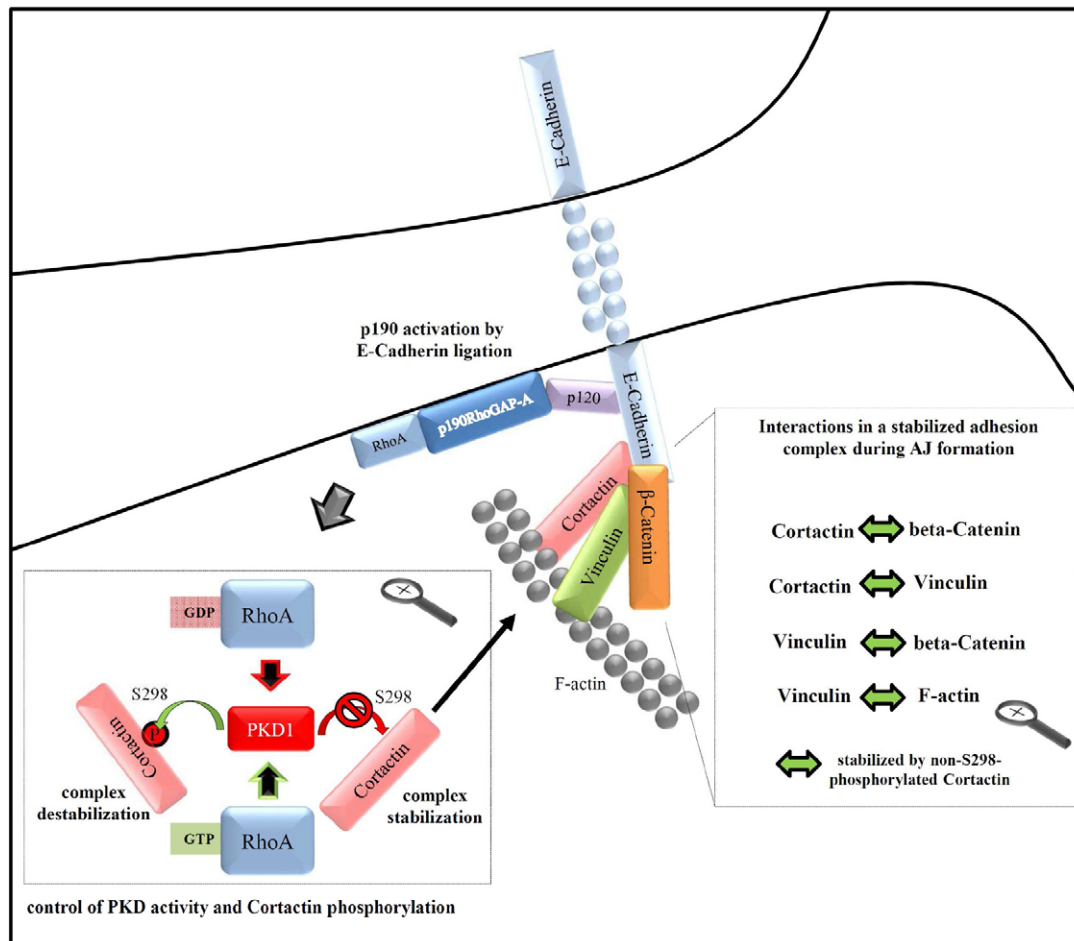 E-Cadherin
p190 activation by
E-Cadherin ligation
E-Cadherin
p120
p190RhoGAP-A
RhoA
Cortactin
Vinculin
β-Catenin
F-actin
Interactions in a stabilized adhesion
complex during AJ formation
Cortactin beta-Catenin
Cortactin Vinculin
Vinculin beta-Catenin
Vinculin F-actin
stabilized by non-S298-
phosphorylated Cortactin
GDP RhoA
S298 S298
P PKD1
Cortactin Cortactin
complex
destabilization
complex
stabilization
GTP RhoA
control of PKD activity and Cortactin phosphorylation